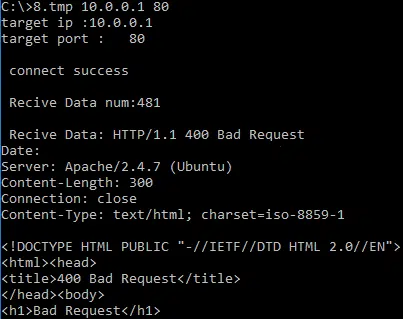 C:\>8.tmp 10.0.0.1 80
target ip :10.0.0.1
target port :   80
 connect success
 Recive Data num:481
 Recive Data: HTTP/1.1 400 Bad Request
Date:
Server: Apache/2.4.7 (Ubuntu)
Content-Length: 300
Connection: close
Content-Type: text/html; charset=iso-8859-1
<!DOCTYPE HTML PUBLIC "-//IETF//DTD HTML 2.0//EN">
<html><head>
<title>400 Bad Request</title>
</head><body>
<h1>Bad Request</h1>